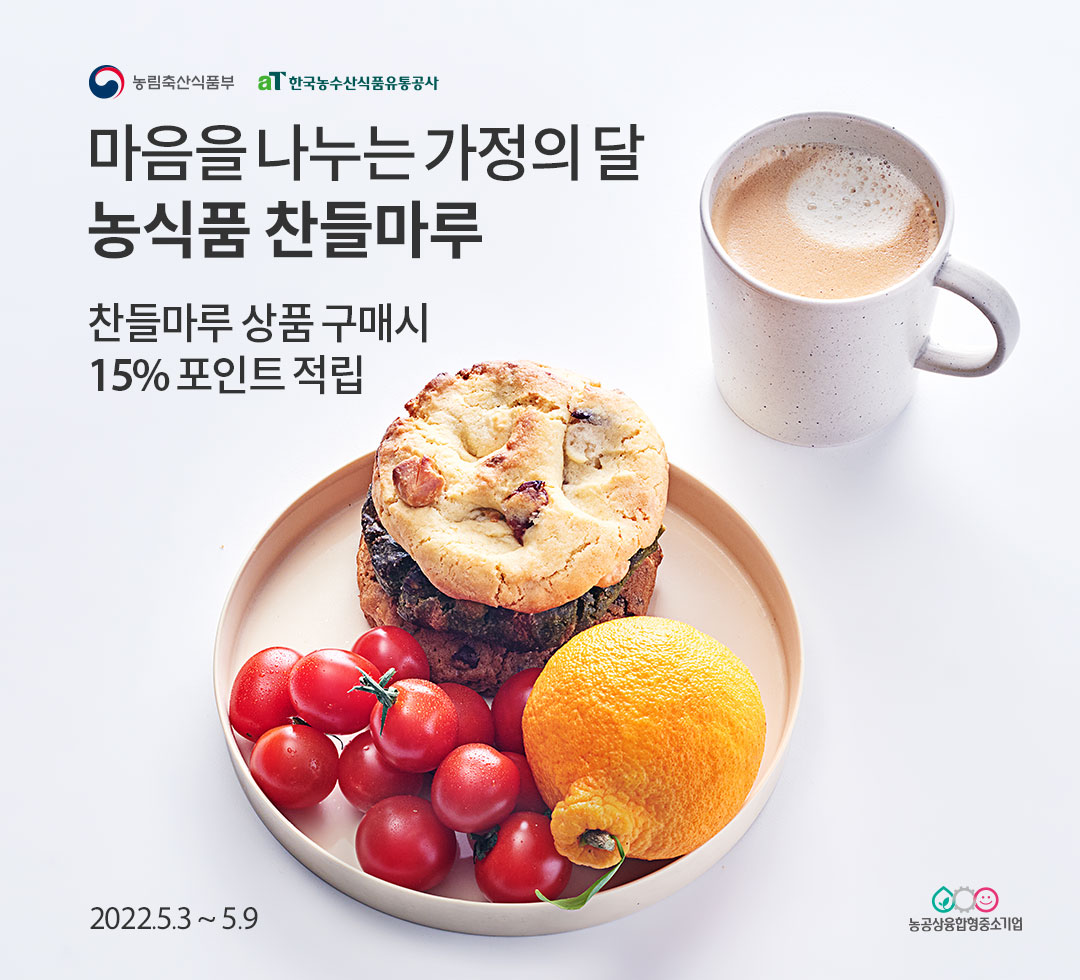 농림축산식품부 aT 한국농수산식품유통공사
마음을 나누는 가정의 달
농식품 찬들마루
찬들마루 상품 구매시
15% 포인트 적립
2022.5.3 ~ 5.9
농공상융합형중소기업